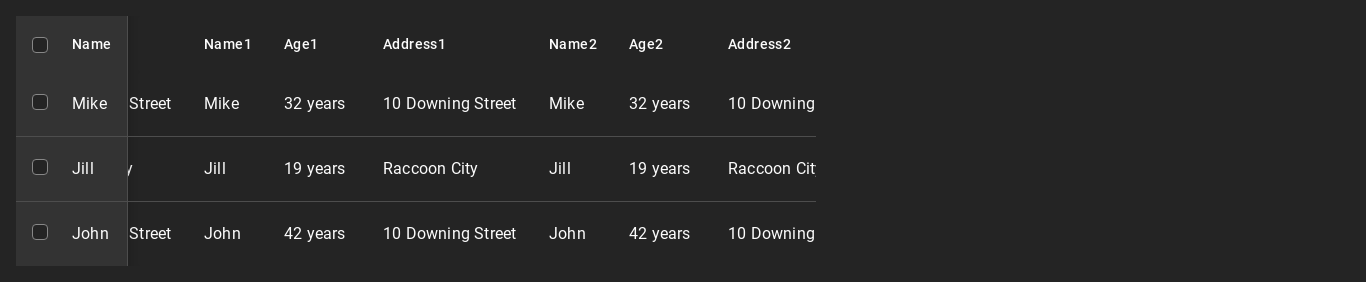 Name Name1 Age1 Address1 Name2 Age2 Address2
Mike Street Mike 32 years 10 Downing Street Mike 32 years 10 Downing
Jill y Jill 19 years Raccoon City Jill 19 years Raccoon Cit
John Street John 42 years 10 Downing Street John 42 years 10 Downing